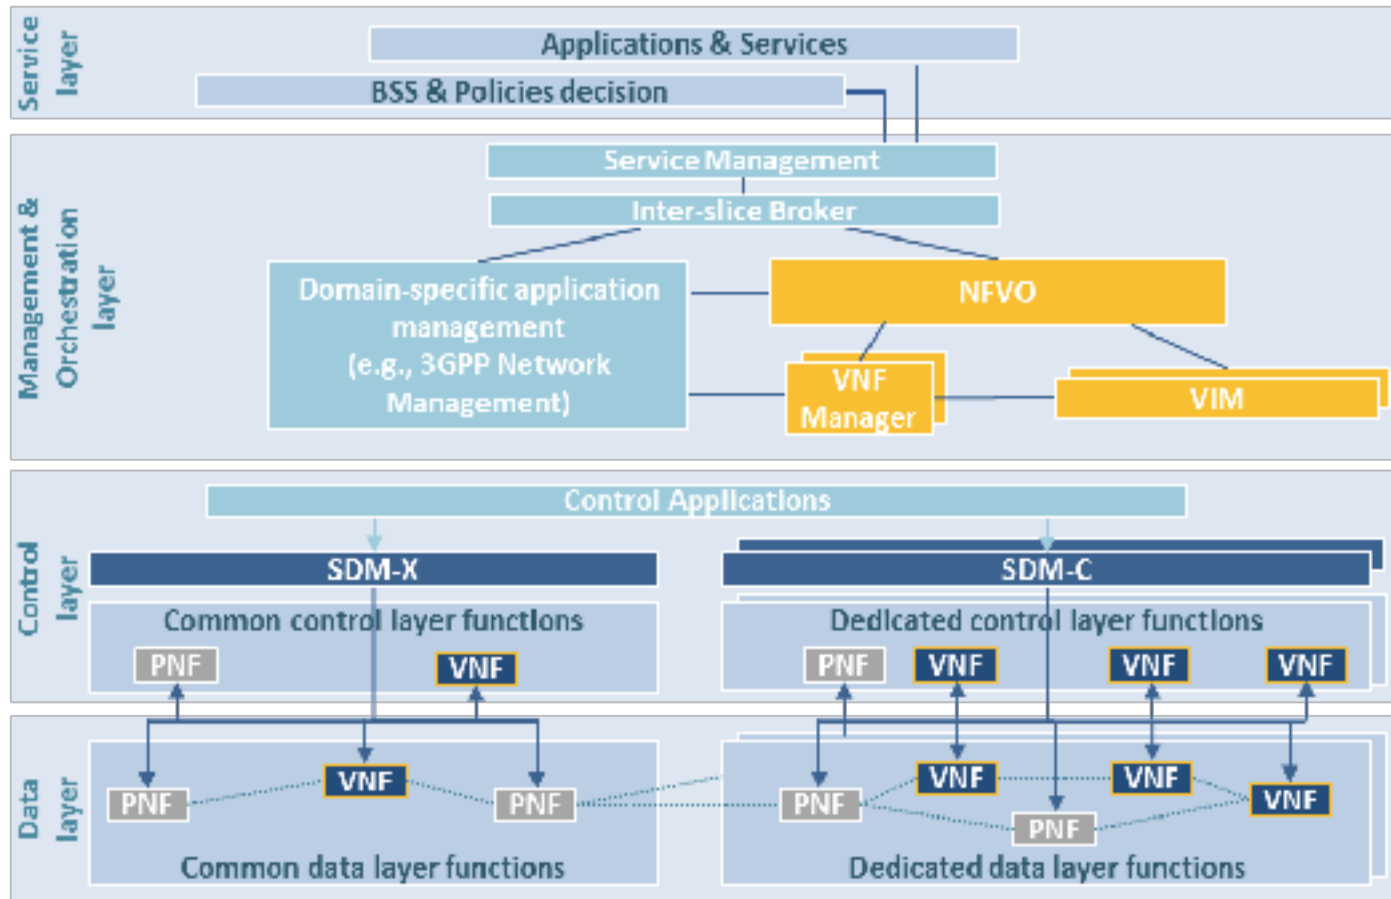 Service
layer
Applications & Services
BSS & Policies decision
Management &
Orchestration
layer
Service Management
Inter-slice Broker
Domain-specific application
management
(e.g., 3GPP Network
Management)
NFVO
VNF
Manager
VIM
Control
layer
Control Applications
SDM-X
SDM-C
Common control layer functions
PNF
VNF
Dedicated control layer functions
PNF
VNF
VNF
VNF
Data
layer
PNF
VNF
PNF
Common data layer functions
PNF
VNF
VNF
VNF
PNF
Dedicated data layer functions